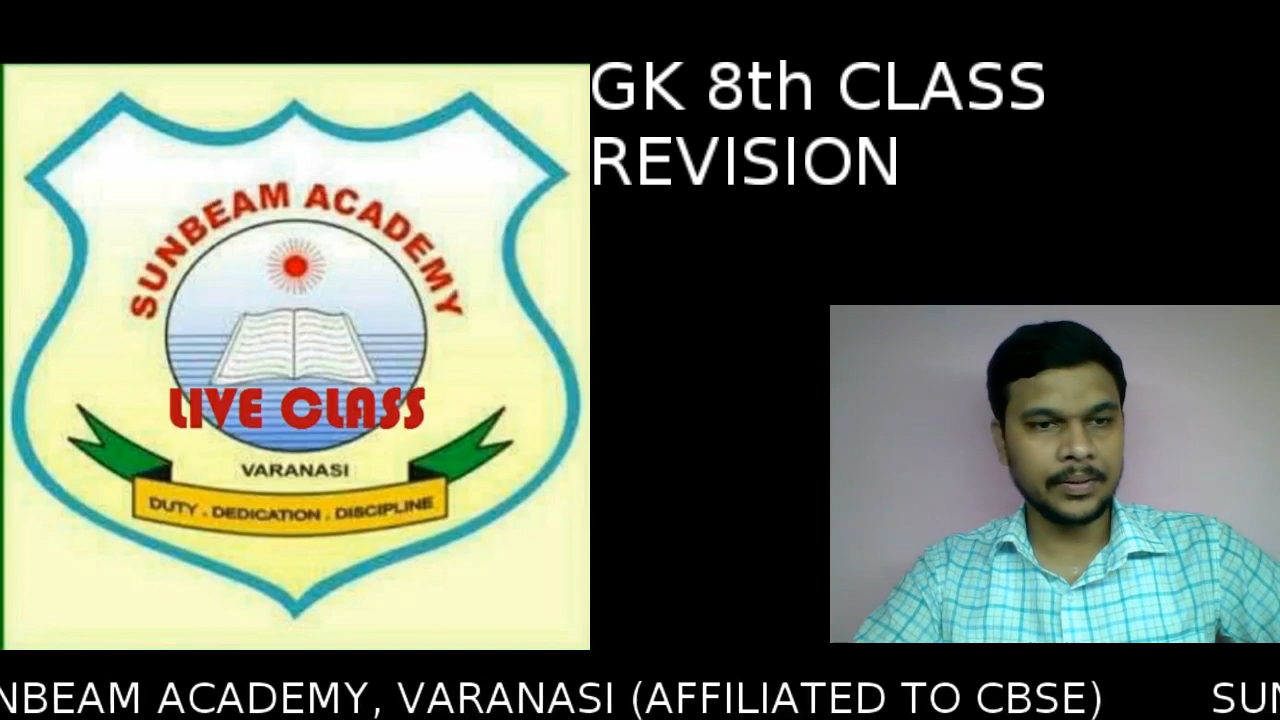 GK 8th CLASS
REVISION
SUNBEAM ACADEMY
LIVE CLASS
VARANASI
DUTY . DEDICATION . DISCIPLINE
NBEAM ACADEMY, VARANASI (AFFILIATED TO CBSE) SUN